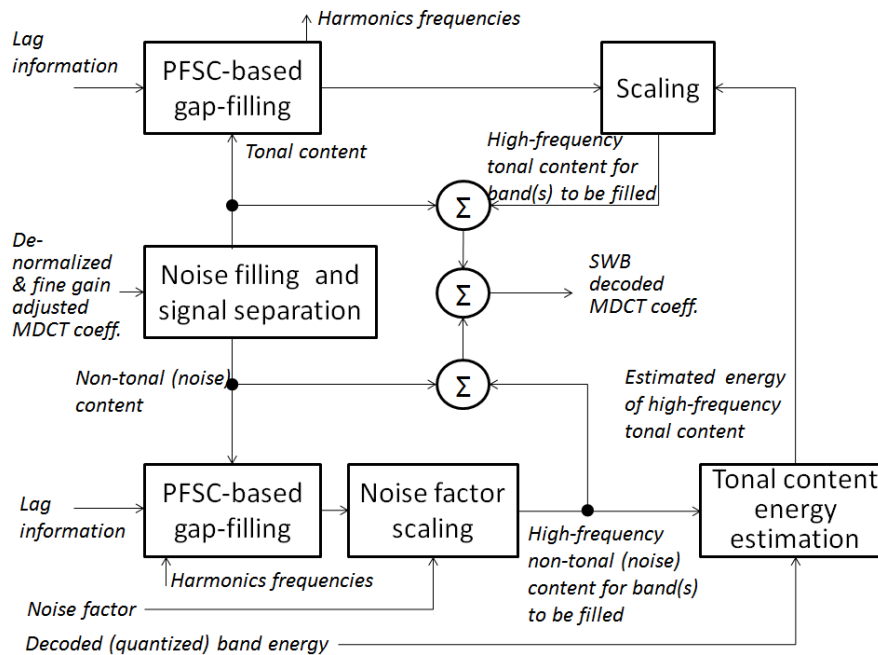 Harmonics frequencies
Lag
information
PFSC-based
gap-filling
Scaling
Tonal content
High-frequency
tonal content for
band(s) to be filled
Σ
De-
normalized
& fine gain
adjusted
MDCT coeff.
Noise filling and
signal separation
Σ
SWB
decoded
MDCT coeff.
Non-tonal (noise)
content
Σ
Estimated energy
of high-frequency
tonal content
Lag
information
PFSC-based
gap-filling
Noise factor
scaling
Tonal content
energy
estimation
High-frequency
non-tonal (noise)
content for band(s)
to be filled
Harmonics frequencies
Noise factor
Decoded (quantized) band energy